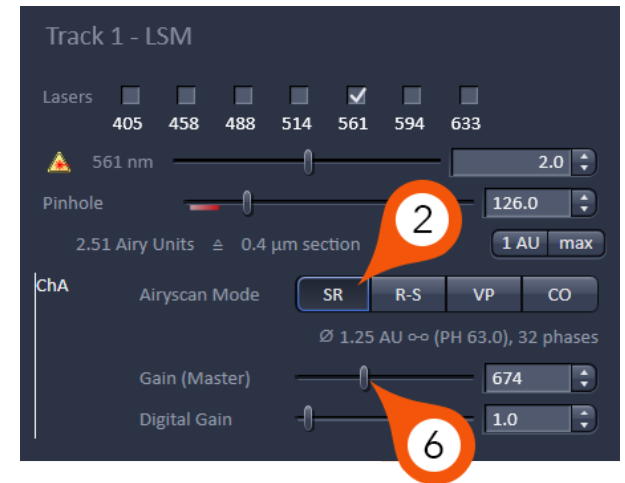 Track 1 - LSM
Lasers
405 458 488 514 561 594 633
561 nm 2.0
Pinhole 126.0
2
2.51 Airy Units ≙ 0.4 µm section 1 AU max
ChA Airyscan Mode SR R-S VP CO
Ø 1.25 AU (PH 63.0), 32 phases
Gain (Master) 674
Digital Gain 1.0
6